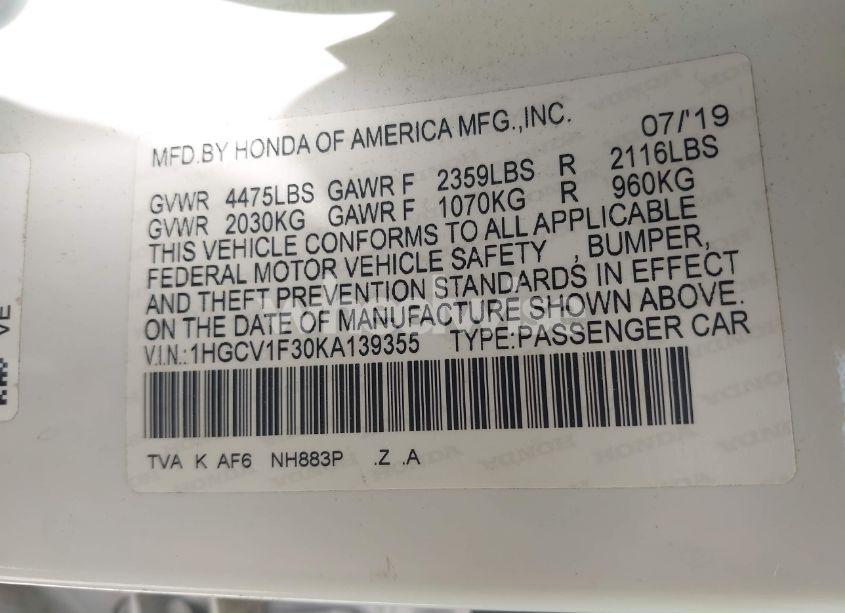 MFD.BY HONDA OF AMERICA MFG.,INC. 07/'19
GVWR 4475LBS GAWR F 2359LBS R 2116LBS
GVWR 2030KG GAWR F 1070KG R 960KG
THIS VEHICLE CONFORMS TO ALL APPLICABLE
FEDERAL MOTOR VEHICLE SAFETY , BUMPER,
AND THEFT PREVENTION STANDARDS IN EFFECT
ON THE DATE OF MANUFACTURE SHOWN ABOVE.
V.I.N.:1HGCV1F30KA139355 TYPE:PASSENGER CAR
TVA K AF6 NH883P .Z .A
VE
HONDA